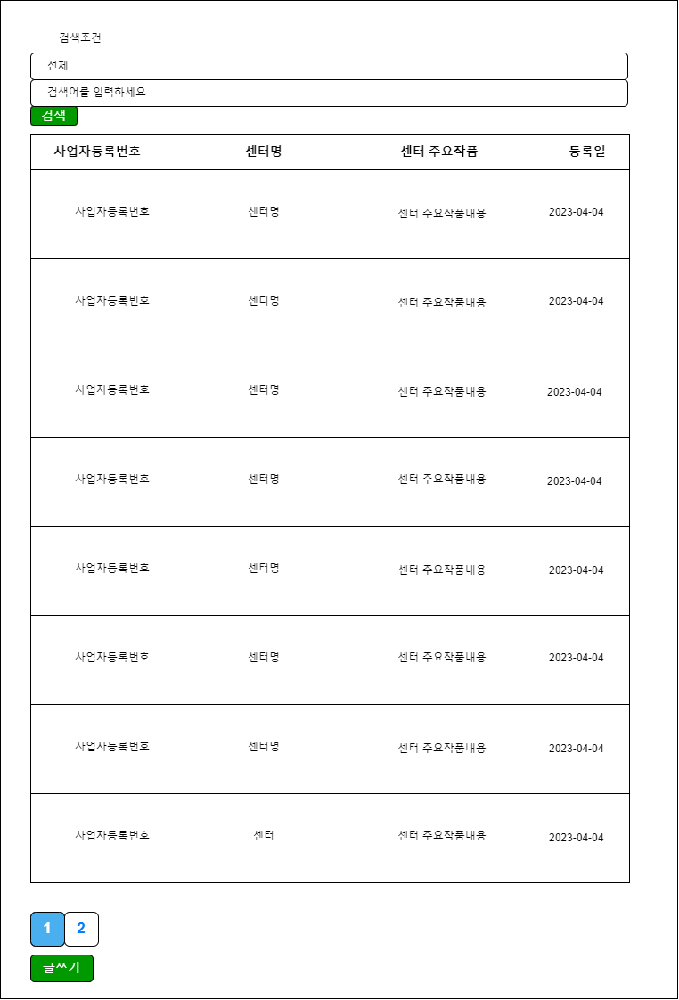 검색조건
전체
검색어를 입력하세요
검색
사업자등록번호 센터명 센터 주요작품 등록일
사업자등록번호 센터명 센터 주요작품내용 2023-04-04
사업자등록번호 센터명 센터 주요작품내용 2023-04-04
사업자등록번호 센터명 센터 주요작품내용 2023-04-04
사업자등록번호 센터명 센터 주요작품내용 2023-04-04
사업자등록번호 센터명 센터 주요작품내용 2023-04-04
사업자등록번호 센터명 센터 주요작품내용 2023-04-04
사업자등록번호 센터명 센터 주요작품내용 2023-04-04
사업자등록번호 센터 센터 주요작품내용 2023-04-04
1 2
글쓰기